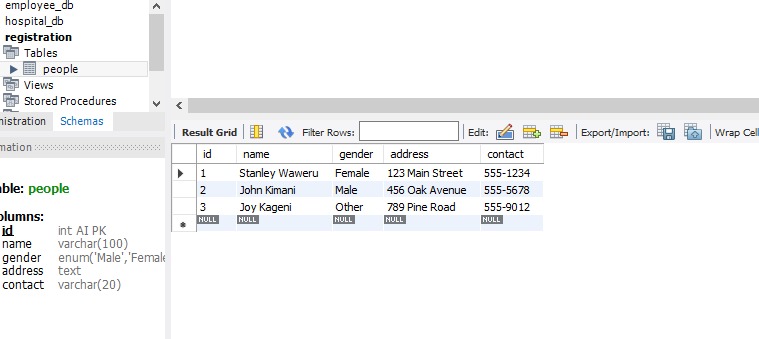 employee_db
hospital_db
registration
Tables
people
Views
Stored Procedures
Schemas
Result Grid Filter Rows: Edit: Export/Import: Wrap Cel
id name gender address contact
1 Stanley Waweru Female 123 Main Street 555-1234
2 John Kimani Male 456 Oak Avenue 555-5678
3 Joy Kageni Other 789 Pine Road 555-9012
NULL NULL NULL NULL NULL
able: people
olumns:
id int AI PK
name varchar(100)
gender enum('Male','Female
address text
contact varchar(20)